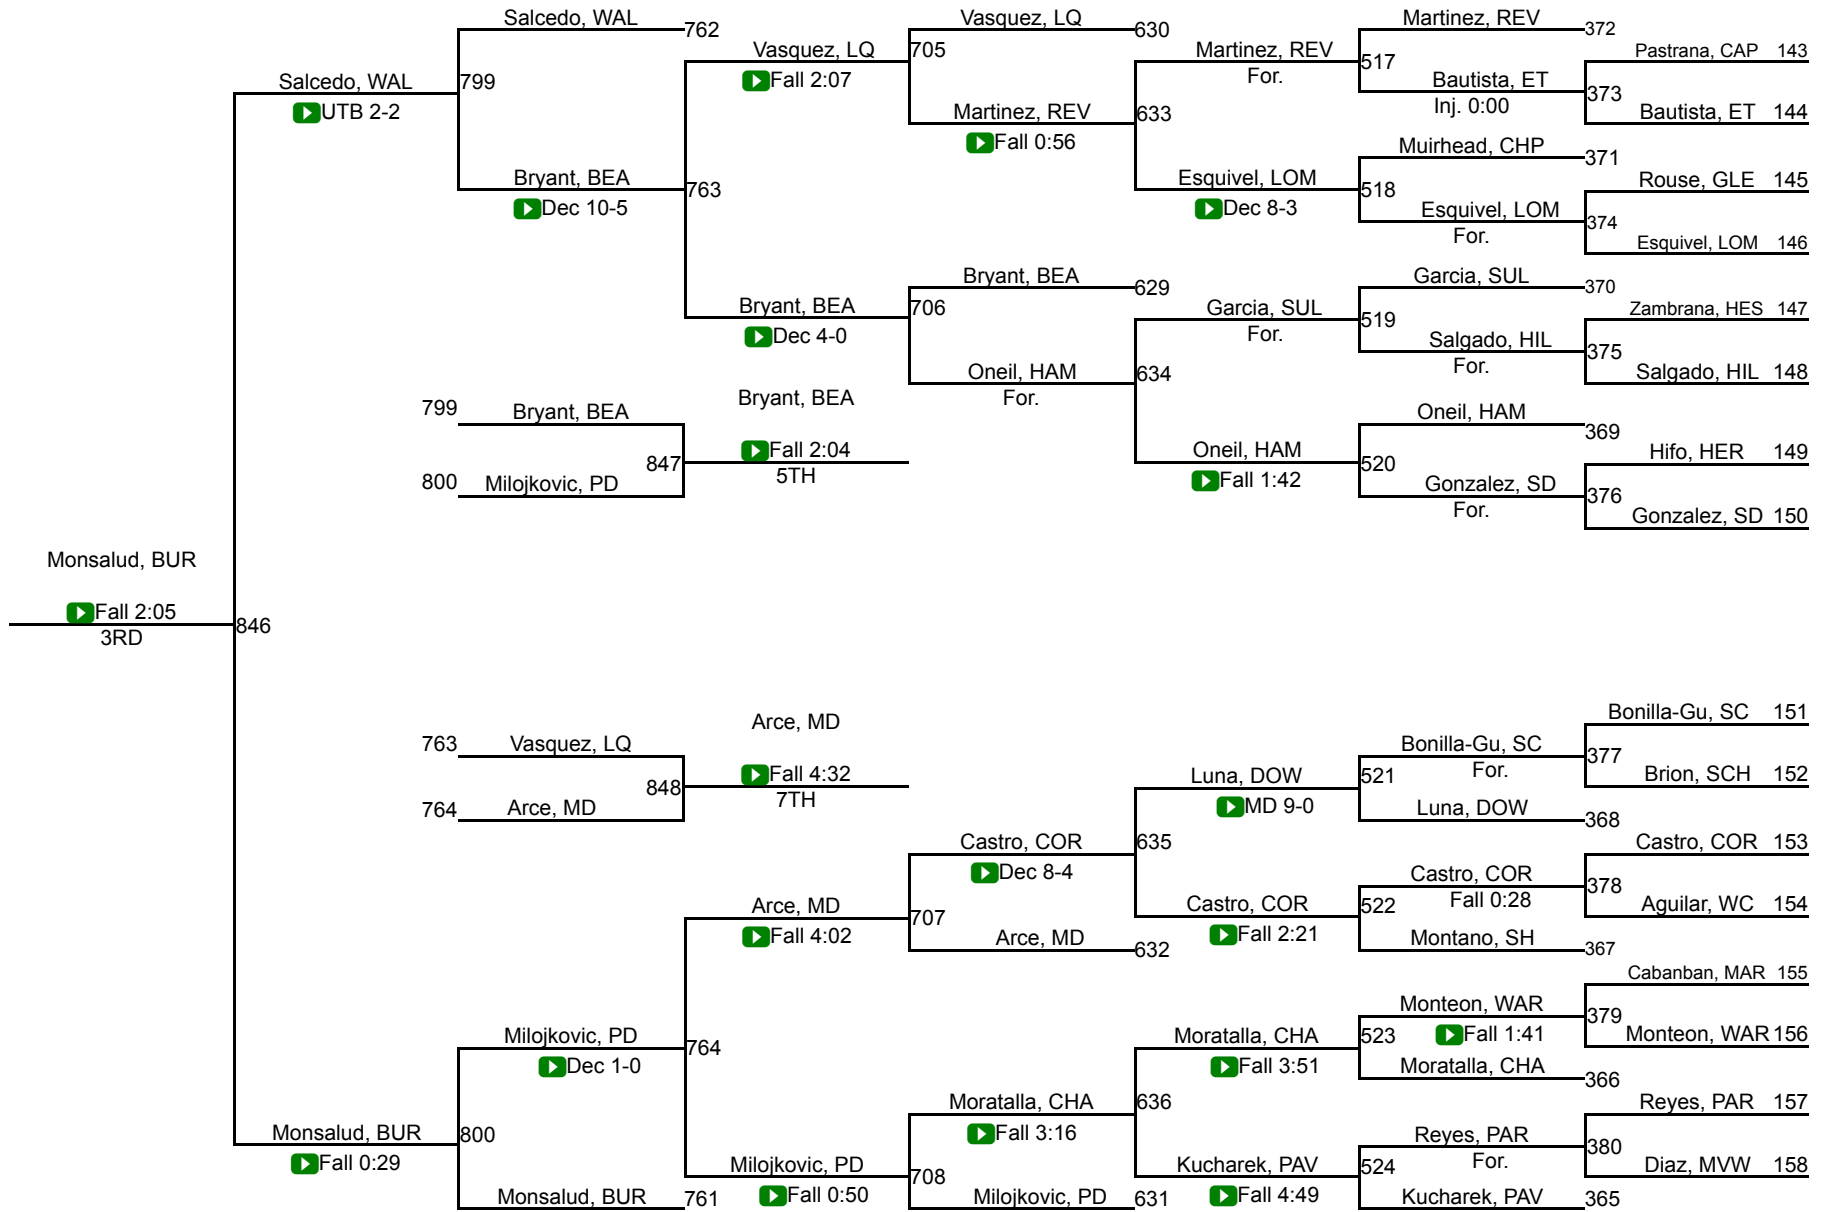 Salcedo, WAL
762
Vasquez, LQ
630
Martinez, REV
372
Vasquez, LQ
705
Martinez, REV
517
Pastrana, CAP 143
Salcedo, WAL
799
Fall 2:07
For.
Bautista, ET
373
UTB 2-2
Martinez, REV
633
Inj. 0:00
Bautista, ET 144
Fall 0:56
Muirhead, CHP
371
Bryant, BEA
763
Esquivel, LOM
518
Rouse, GLE 145
Dec 10-5
Dec 8-3
Esquivel, LOM
374
For.
Esquivel, LOM 146
Bryant, BEA
629
Garcia, SUL
370
Bryant, BEA
706
Garcia, SUL
519
Zambrana, HES 147
Dec 4-0
For.
Salgado, HIL
375
Oneil, HAM
634
For.
Salgado, HIL 148
Bryant, BEA
For.
799
Bryant, BEA
Oneil, HAM
369
Fall 2:04
Oneil, HAM
Hifo, HER 149
847
5TH
520
800
Milojkovic, PD
Fall 1:42
Gonzalez, SD
376
For.
Gonzalez, SD 150
Monsalud, BUR
Fall 2:05
846
3RD
Bonilla-Gu, SC 151
Arce, MD
763
Vasquez, LQ
Bonilla-Gu, SC
377
Fall 4:32
Luna, DOW
521
For.
Brion, SCH 152
848
7TH
764
Arce, MD
MD 9-0
Luna, DOW
368
Castro, COR
635
Castro, COR 153
Dec 8-4
Castro, COR
378
Arce, MD
707
Castro, COR
522
Fall 0:28
Aguilar, WC 154
Fall 4:02
Arce, MD
632
Fall 2:21
Montano, SH
367
Cabanban, MAR 155
Monteon, WAR
379
Milojkovic, PD
764
Moratalla, CHA
523
Fall 1:41
Monteon, WAR 156
Dec 1-0
Fall 3:51
Moratalla, CHA
366
Moratalla, CHA
636
Reyes, PAR 157
Monsalud, BUR
800
Fall 3:16
Reyes, PAR
380
Fall 0:29
Milojkovic, PD
708
Kucharek, PAV
524
For.
Diaz, MVW 158
Monsalud, BUR
761
Fall 0:50
Milojkovic, PD
631
Fall 4:49
Kucharek, PAV
365